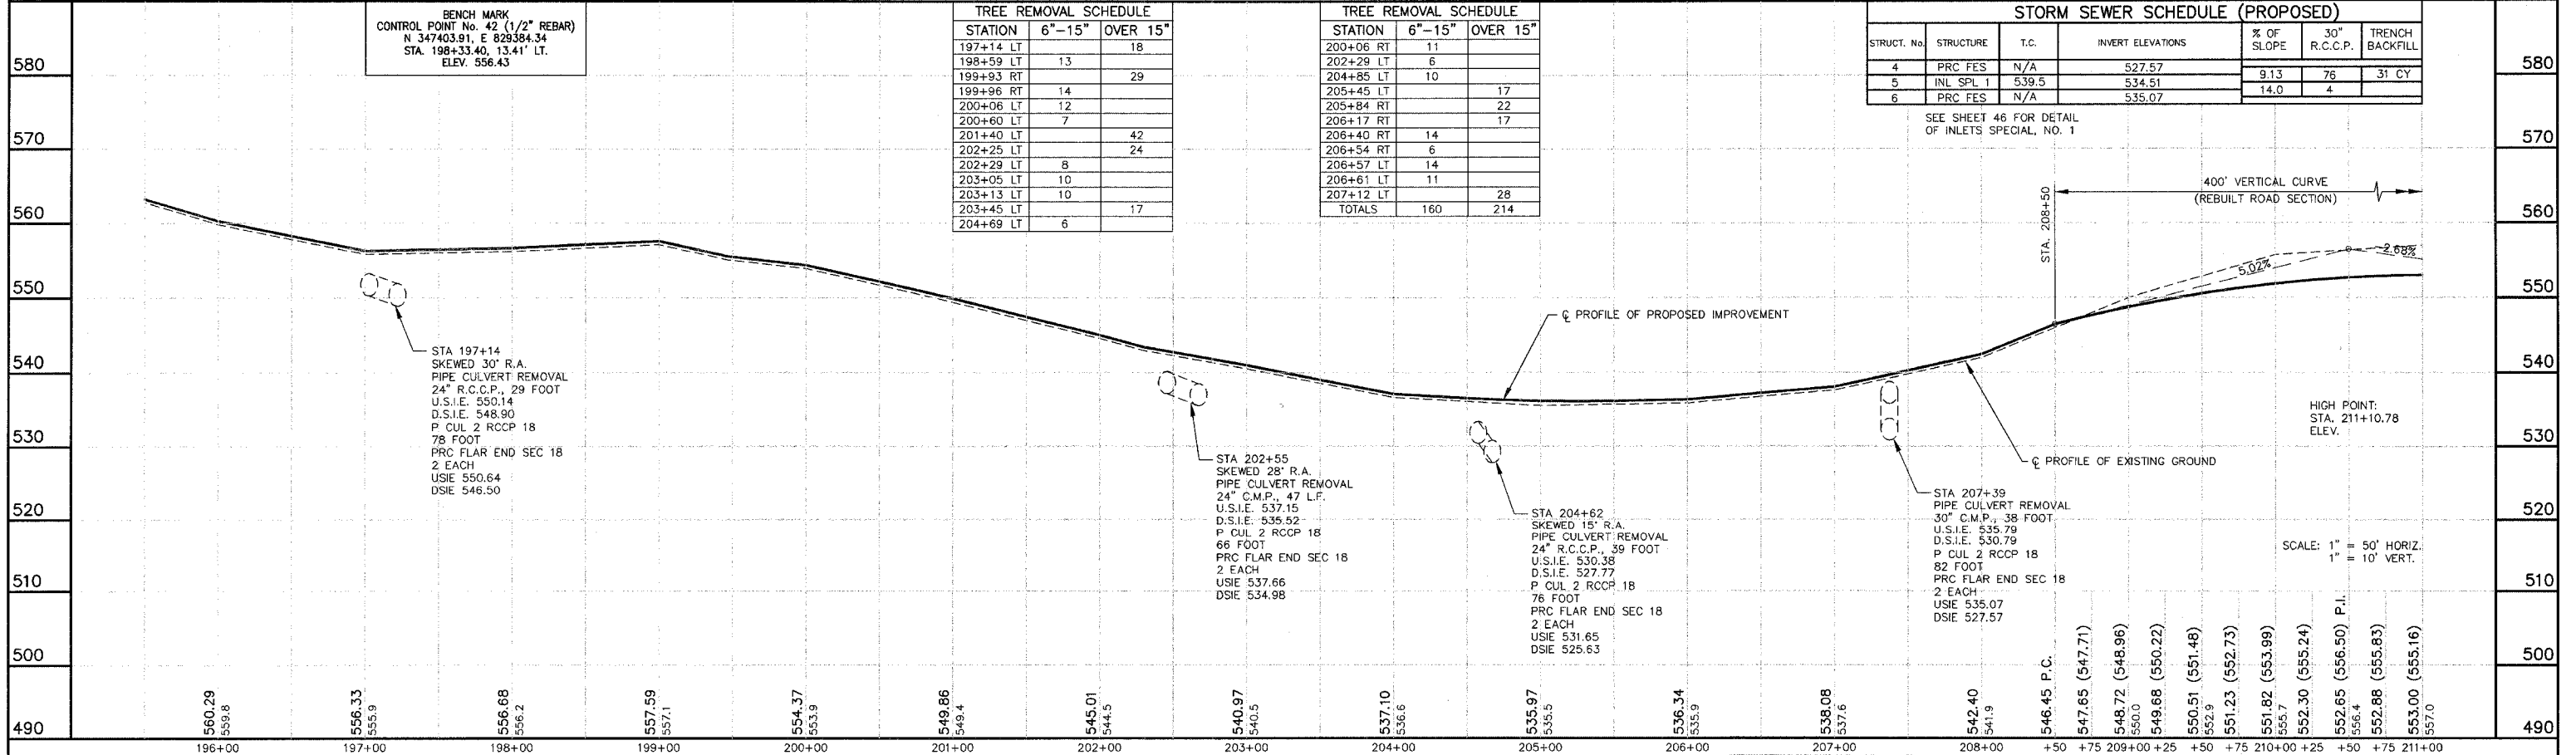 BENCH MARK
CONTROL POINT No. 42 (1/2" REBAR)
N 347403.91, E 829384.34
STA. 198+33.40, 13.41' LT.
ELEV. 556.43
TREE REMOVAL SCHEDULE
STATION 6"-15" OVER 15"
197+14 LT 18
198+59 LT 13
199+93 RT 29
199+96 RT 14
200+06 LT 12
200+60 LT 7
201+40 LT 42
202+25 LT 24
202+29 LT 8
203+05 LT 10
203+13 LT 10
203+45 LT 17
204+69 LT 6
TREE REMOVAL SCHEDULE
STATION 6"-15" OVER 15"
200+06 RT 11
202+29 LT 6
204+85 LT 10
205+45 LT 17
205+84 RT 22
206+17 RT 17
206+40 RT 14
206+54 RT 6
206+57 LT 14
206+61 LT 11
207+12 LT 28
TOTALS 160 214
STORM SEWER SCHEDULE (PROPOSED)
STRUCT. No. STRUCTURE T.C. INVERT ELEVATIONS % OF SLOPE 30" R.C.C.P. TRENCH BACKFILL
4 PRC FES N/A 527.57
9.13 76 31 CY
5 INL SPL 1 539.5 534.51
14.0 4
6 PRC FES N/A 535.07
SEE SHEET 46 FOR DETAIL
OF INLETS SPECIAL, NO. 1
580 580
570 570
560 560
550 550
540 540
530 530
520 520
510 510
500 500
490 490
STA. 208+50
400' VERTICAL CURVE
(REBUILT ROAD SECTION)
5.02%
-2.68%
℄ PROFILE OF PROPOSED IMPROVEMENT
℄ PROFILE OF EXISTING GROUND
HIGH POINT:
STA. 211+10.78
ELEV.
STA 197+14
SKEWED 30° R.A.
PIPE CULVERT REMOVAL
24" R.C.C.P., 29 FOOT
U.S.I.E. 550.14
D.S.I.E. 548.90
P CUL 2 RCCP 18
78 FOOT
PRC FLAR END SEC 18
2 EACH
USIE 550.64
DSIE 546.50
STA 202+55
SKEWED 28° R.A.
PIPE CULVERT REMOVAL
24" C.M.P., 47 L.F.
U.S.I.E. 537.15
D.S.I.E. 535.52
P CUL 2 RCCP 18
66 FOOT
PRC FLAR END SEC 18
2 EACH
USIE 537.66
DSIE 534.98
STA 204+62
SKEWED 15° R.A.
PIPE CULVERT REMOVAL
24" R.C.C.P., 39 FOOT
U.S.I.E. 530.38
D.S.I.E. 527.77
P CUL 2 RCCP 18
76 FOOT
PRC FLAR END SEC 18
2 EACH
USIE 531.65
DSIE 525.63
STA 207+39
PIPE CULVERT REMOVAL
30" C.M.P., 38 FOOT
U.S.I.E. 535.79
D.S.I.E. 530.79
P CUL 2 RCCP 18
82 FOOT
PRC FLAR END SEC 18
2 EACH
USIE 535.07
DSIE 527.57
SCALE: 1" = 50' HORIZ.
1" = 10' VERT.
560.29
559.8
556.33
555.9
556.68
556.2
557.59
557.1
554.37
553.9
549.86
549.4
545.01
544.5
540.97
540.5
537.10
536.6
535.97
535.5
536.34
535.9
538.08
537.6
542.40
541.9
546.45 P.C.
547.65 (547.71)
548.72 (548.96)
550.0
549.68 (550.22)
550.51 (551.48)
552.9
551.23 (552.73)
551.82 (553.99)
555.7
552.30 (555.24)
552.65 (556.50) P.I.
556.4
552.88 (555.83)
553.00 (555.16)
557.0
196+00 197+00 198+00 199+00 200+00 201+00 202+00 203+00 204+00 205+00 206+00 207+00 208+00 +50 +75 209+00 +25 +50 +75 210+00 +25 +50 +75 211+00